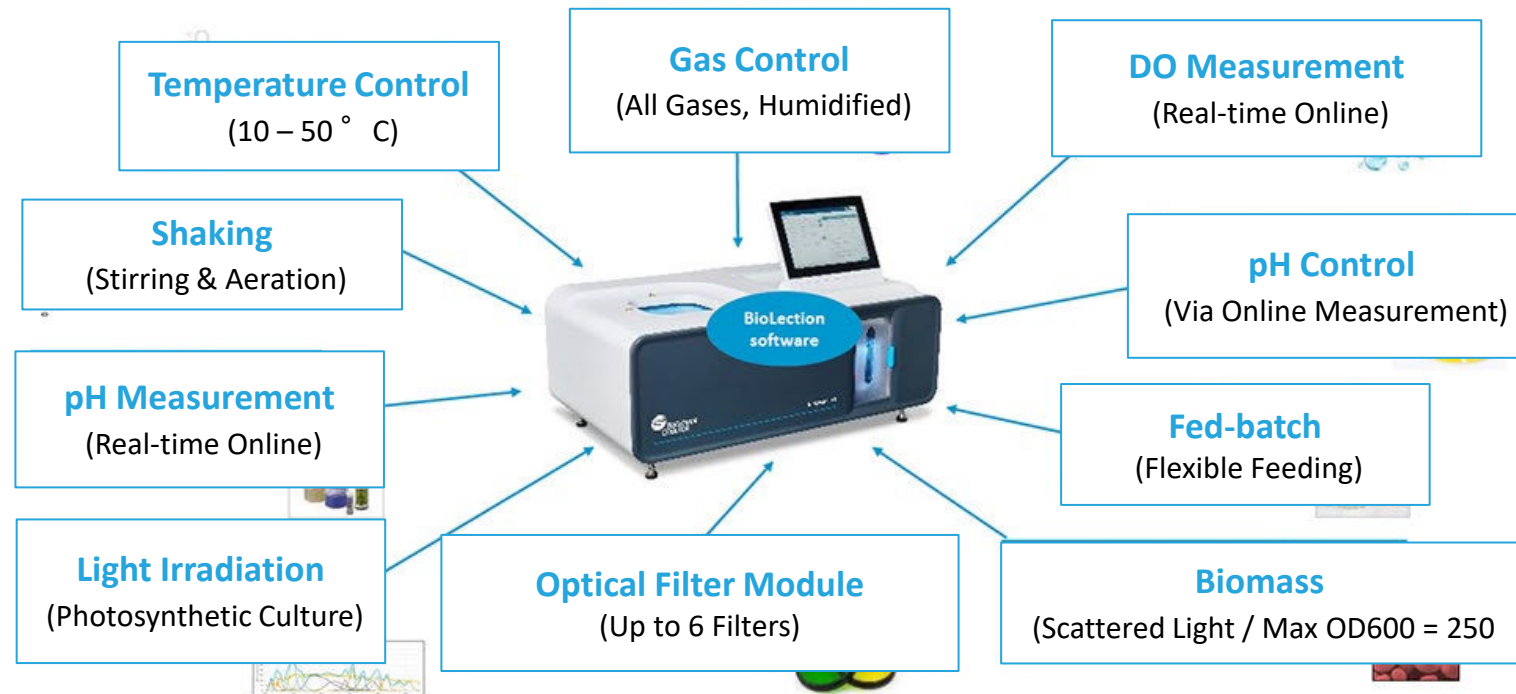 Temperature Control
(10 – 50 ° C)
Gas Control
(All Gases, Humidified)
DO Measurement
(Real-time Online)
Shaking
(Stirring & Aeration)
pH Control
(Via Online Measurement)
BioLection
software
pH Measurement
(Real-time Online)
Fed-batch
(Flexible Feeding)
Light Irradiation
(Photosynthetic Culture)
Optical Filter Module
(Up to 6 Filters)
Biomass
(Scattered Light / Max OD600 = 250